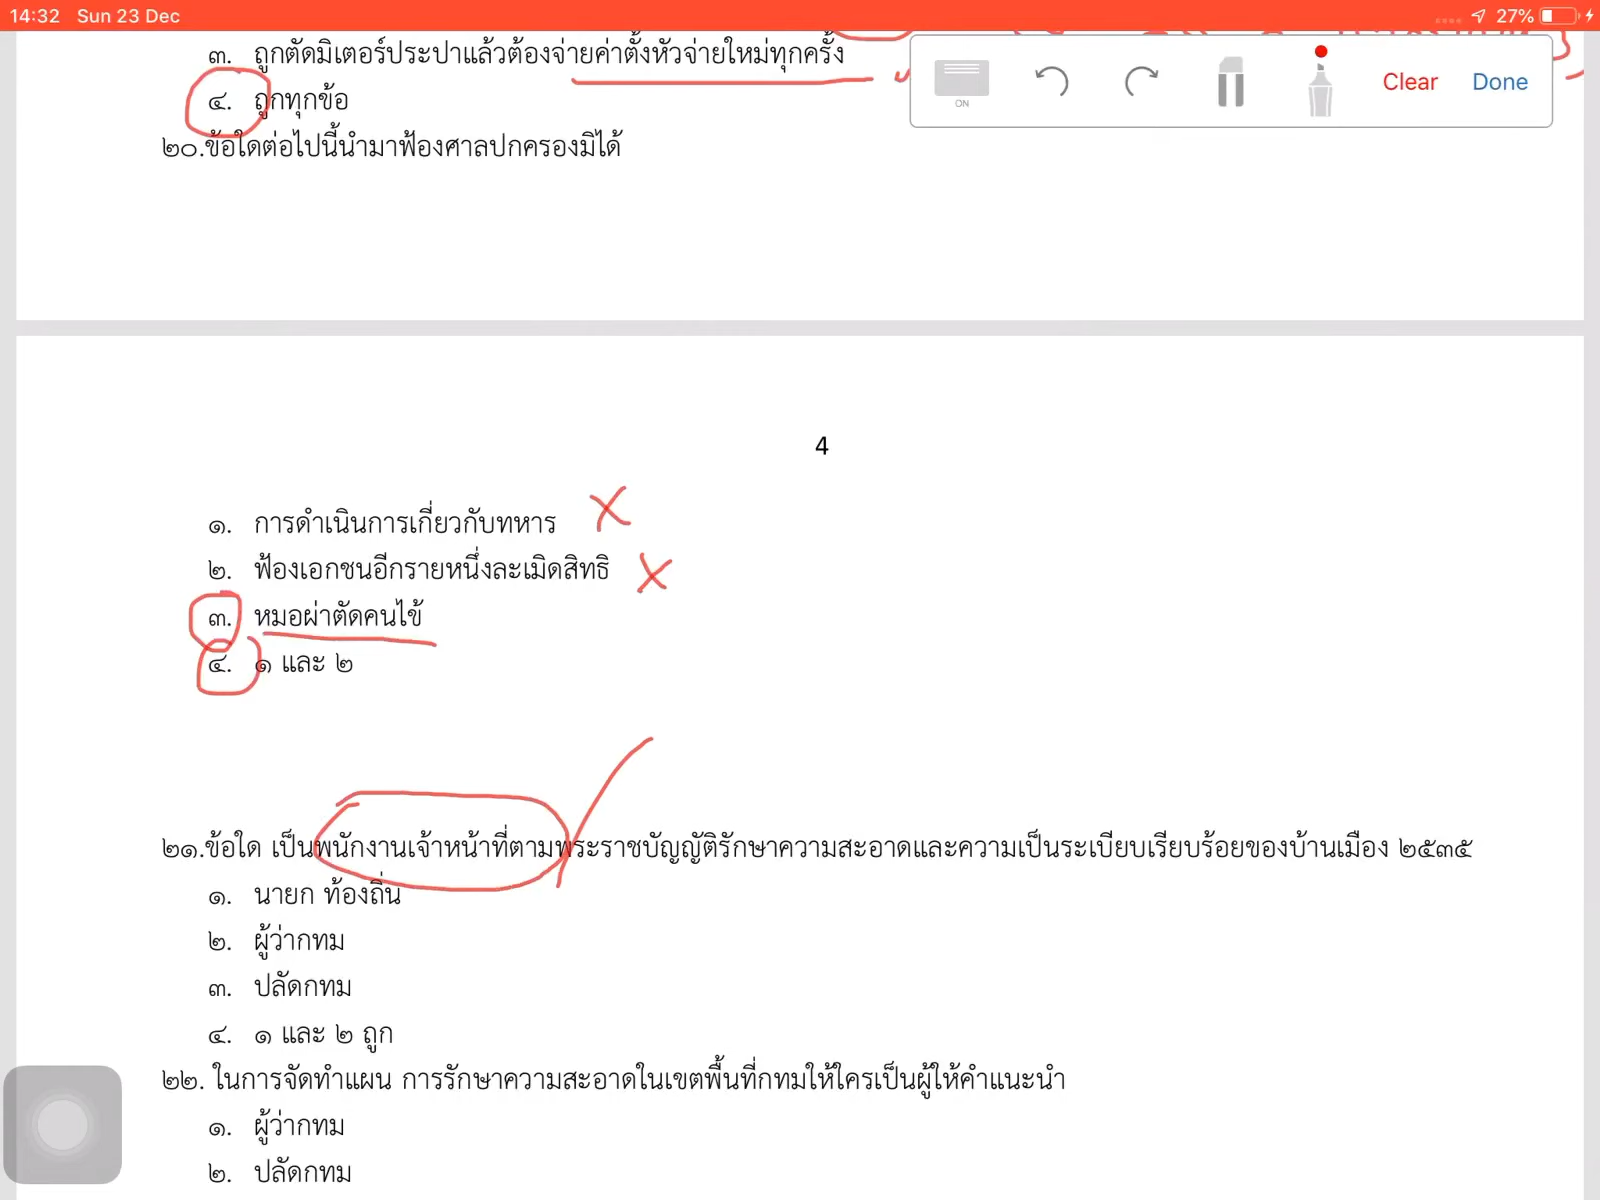 14:32 Sun 23 Dec 27%
๓. ถูกตัดมิเตอร์ประปาแล้วต้องจ่ายค่าตั้งหัวจ่ายใหม่ทุกครั้ง
ON Clear Done
๔. ถูกทุกข้อ
๒๐.ข้อใดต่อไปนี้นำมาฟ้องศาลปกครองมิได้
4
๑. การดำเนินการเกี่ยวกับทหาร
๒. ฟ้องเอกชนอีกรายหนึ่งละเมิดสิทธิ
๓. หมอผ่าตัดคนไข้
๔. ๑ และ ๒
๒๑.ข้อใด เป็นพนักงานเจ้าหน้าที่ตามพระราชบัญญัติรักษาความสะอาดและความเป็นระเบียบเรียบร้อยของบ้านเมือง ๒๕๓๕
๑. นายก ท้องถิ่น
๒. ผู้ว่ากทม
๓. ปลัดกทม
๔. ๑ และ ๒ ถูก
๒๒. ในการจัดทำแผน การรักษาความสะอาดในเขตพื้นที่กทมให้ใครเป็นผู้ให้คำแนะนำ
๑. ผู้ว่ากทม
๒. ปลัดกทม